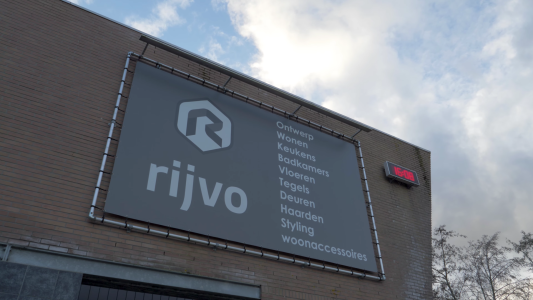 rijvo
Ontwerp
Wonen
Keukens
Badkamers
Vloeren
Tegels
Deuren
Haarden
Styling
woonaccessoires